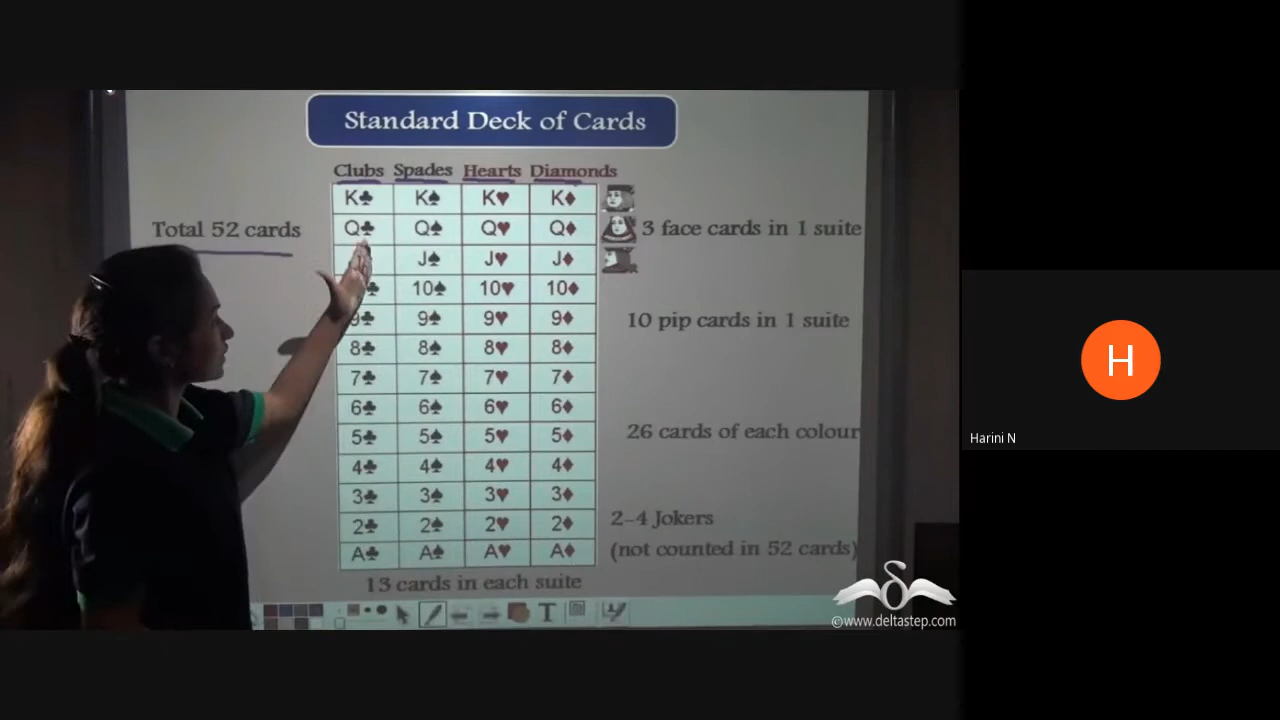 Standard Deck of Cards
Clubs Spades Hearts Diamonds
K♣ K♠ K♥ K♦
Total 52 cards
Q♣ Q♠ Q♥ Q♦
3 face cards in 1 suite
J♠ J♥ J♦
♣ 10♠ 10♥ 10♦
9♣ 9♠ 9♥ 9♦
10 pip cards in 1 suite
8♣ 8♠ 8♥ 8♦
7♣ 7♠ 7♥ 7♦
6♣ 6♠ 6♥ 6♦
5♣ 5♠ 5♥ 5♦
26 cards of each colour
4♣ 4♠ 4♥ 4♦
3♣ 3♠ 3♥ 3♦
2♣ 2♠ 2♥ 2♦
2-4 Jokers
(not counted in 52 cards)
A♣ A♠ A♥ A♦
13 cards in each suite
T
©www.deltastep.com
H
Harini N